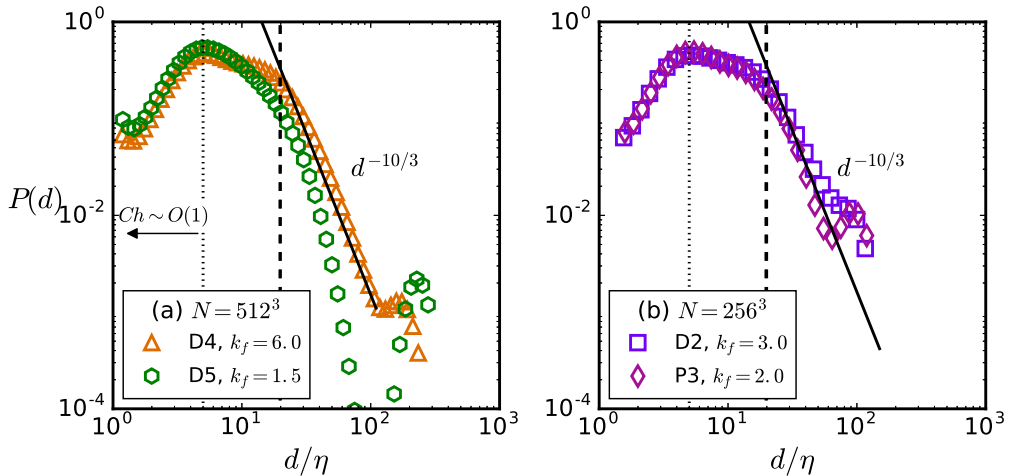 10^0
10^-2
10^-4
P(d)
Ch ∼ O(1)
d^{-10/3}
(a) N = 512^3
D4, k_f = 6.0
D5, k_f = 1.5
10^0 10^1 10^2 10^3
d/η
10^0
10^-2
10^-4
d^{-10/3}
(b) N = 256^3
D2, k_f = 3.0
P3, k_f = 2.0
10^0 10^1 10^2 10^3
d/η